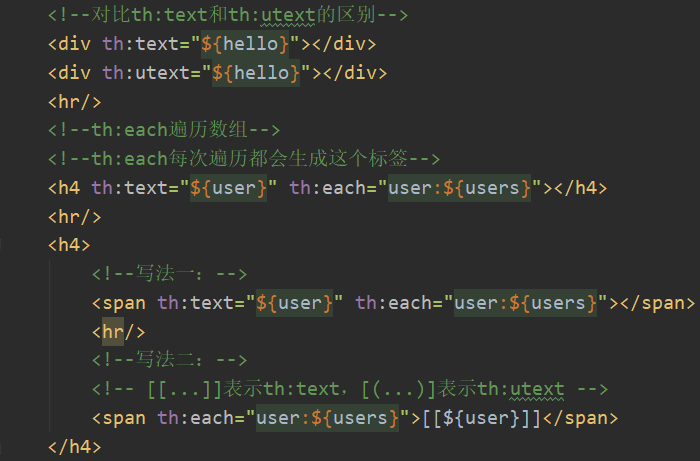 <!--对比th:text和th:utext的区别-->
<div th:text="${hello}"></div>
<div th:utext="${hello}"></div>
<hr/>
<!--th:each遍历数组-->
<!--th:each每次遍历都会生成这个标签-->
<h4 th:text="${user}" th:each="user:${users}"></h4>
<hr/>
<h4>
<!--写法一：-->
<span th:text="${user}" th:each="user:${users}"></span>
<hr/>
<!--写法二：-->
<!-- [[...]]表示th:text，[(...)]表示th:utext -->
<span th:each="user:${users}">[[${user}]]</span>
</h4>